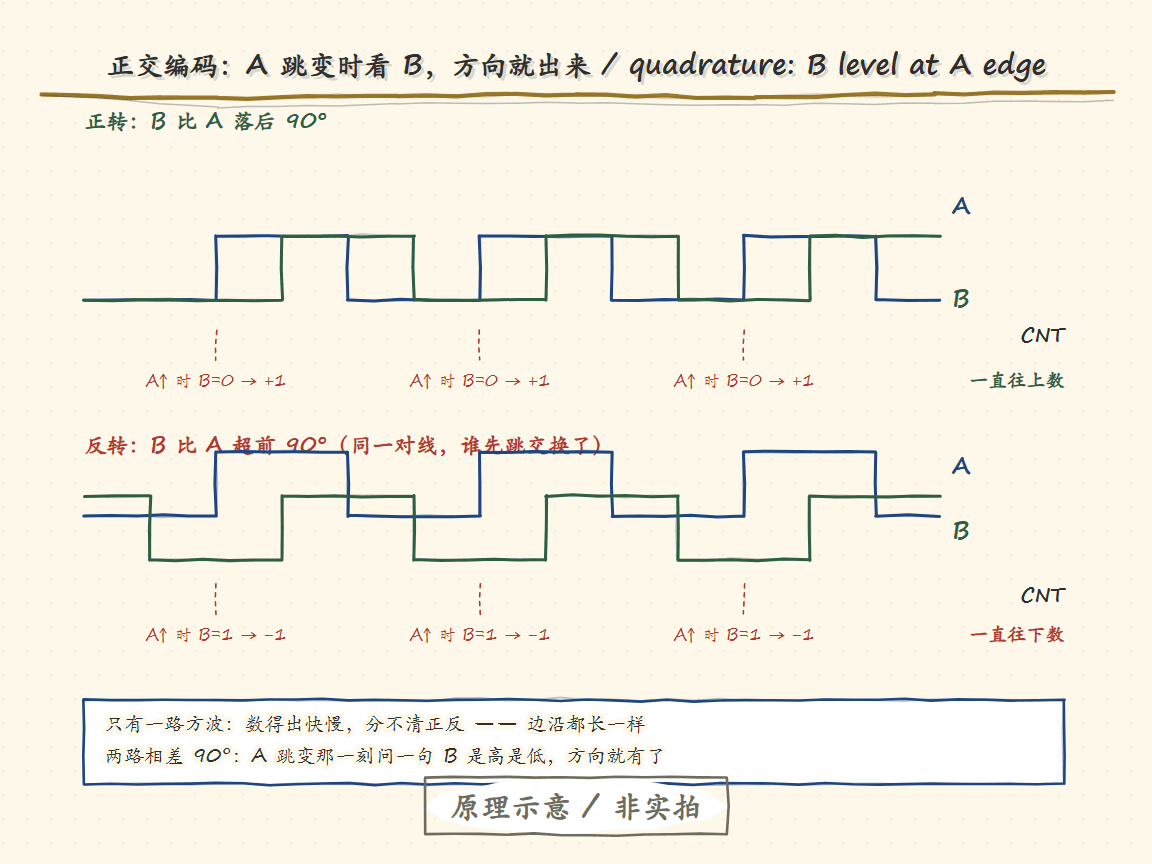 正交编码：A 跳变时看 B，方向就出来 / quadrature: B level at A edge
正转：B 比 A 落后 90°
A
B
CNT
A↑ 时 B=0 → +1
A↑ 时 B=0 → +1
A↑ 时 B=0 → +1
一直往上数
反转：B 比 A 超前 90°（同一对线，谁先跳交换了）
A
B
CNT
A↑ 时 B=1 → −1
A↑ 时 B=1 → −1
A↑ 时 B=1 → −1
一直往下数
只有一路方波：数得出快慢，分不清正反 —— 边沿都长一样
两路相差 90°：A 跳变那一刻问一句 B 是高是低，方向就有了
原理示意 / 非实拍